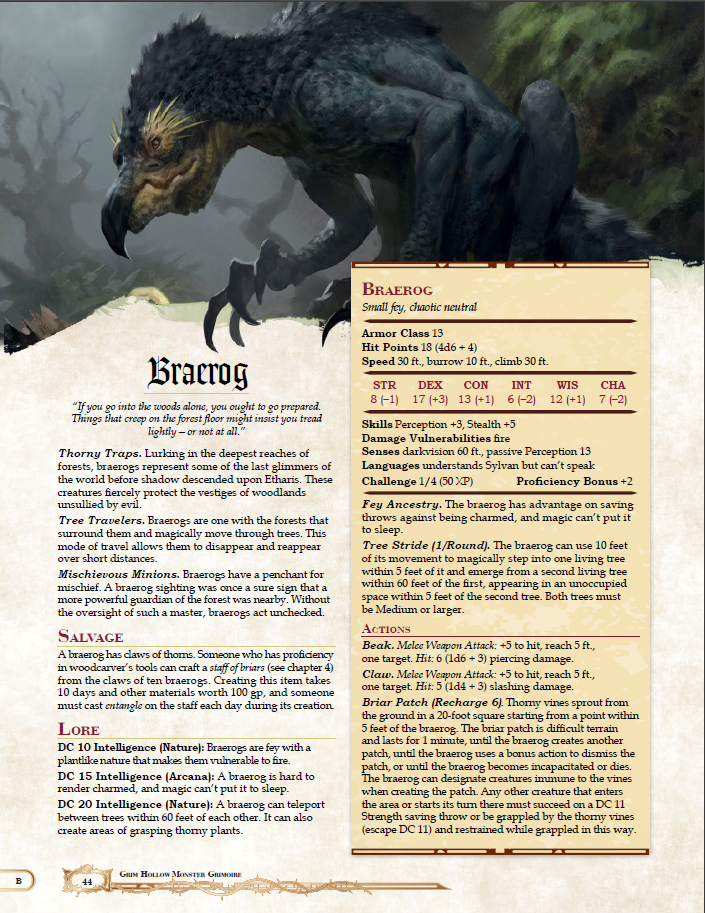 Braerog
"If you go into the woods alone, you ought to go prepared.
Things that creep on the forest floor might insist you tread
lightly – or not at all."
Thorny Traps. Lurking in the deepest reaches of
forests, braerogs represent some of the last glimmers of
the world before shadow descended upon Etharis. These
creatures fiercely protect the vestiges of woodlands
unsullied by evil.
Tree Travelers. Braerogs are one with the forests that
surround them and magically move through trees. This
mode of travel allows them to disappear and reappear
over short distances.
Mischievous Minions. Braerogs have a penchant for
mischief. A braerog sighting was once a sure sign that a
more powerful guardian of the forest was nearby. Without
the oversight of such a master, braerogs act unchecked.
Salvage
A braerog has claws of thorns. Someone who has proficiency
in woodcarver's tools can craft a staff of briars (see chapter 4)
from the claws of ten braerogs. Creating this item takes
10 days and other materials worth 100 gp, and someone
must cast entangle on the staff each day during its creation.
Lore
DC 10 Intelligence (Nature): Braerogs are fey with a
plantlike nature that makes them vulnerable to fire.
DC 15 Intelligence (Arcana): A braerog is hard to
render charmed, and magic can't put it to sleep.
DC 20 Intelligence (Nature): A braerog can teleport
between trees within 60 feet of each other. It can also
create areas of grasping thorny plants.
Braerog
Small fey, chaotic neutral
Armor Class 13
Hit Points 18 (4d6 + 4)
Speed 30 ft., burrow 10 ft., climb 30 ft.
STR DEX CON INT WIS CHA
8 (–1) 17 (+3) 13 (+1) 6 (–2) 12 (+1) 7 (–2)
Skills Perception +3, Stealth +5
Damage Vulnerabilities fire
Senses darkvision 60 ft., passive Perception 13
Languages understands Sylvan but can't speak
Challenge 1/4 (50 XP) Proficiency Bonus +2
Fey Ancestry. The braerog has advantage on saving
throws against being charmed, and magic can't put it
to sleep.
Tree Stride (1/Round). The braerog can use 10 feet
of its movement to magically step into one living tree
within 5 feet of it and emerge from a second living tree
within 60 feet of the first, appearing in an unoccupied
space within 5 feet of the second tree. Both trees must
be Medium or larger.
Actions
Beak. Melee Weapon Attack: +5 to hit, reach 5 ft.,
one target. Hit: 6 (1d6 + 3) piercing damage.
Claw. Melee Weapon Attack: +5 to hit, reach 5 ft.,
one target. Hit: 5 (1d4 + 3) slashing damage.
Briar Patch (Recharge 6). Thorny vines sprout from
the ground in a 20-foot square starting from a point within
5 feet of the braerog. The briar patch is difficult terrain
and lasts for 1 minute, until the braerog creates another
patch, until the braerog uses a bonus action to dismiss the
patch, or until the braerog becomes incapacitated or dies.
The braerog can designate creatures immune to the vines
when creating the patch. Any other creature that enters
the area or starts its turn there must succeed on a DC 11
Strength saving throw or be grappled by the thorny vines
(escape DC 11) and restrained while grappled in this way.
B
44
Grim Hollow Monster Grimoire